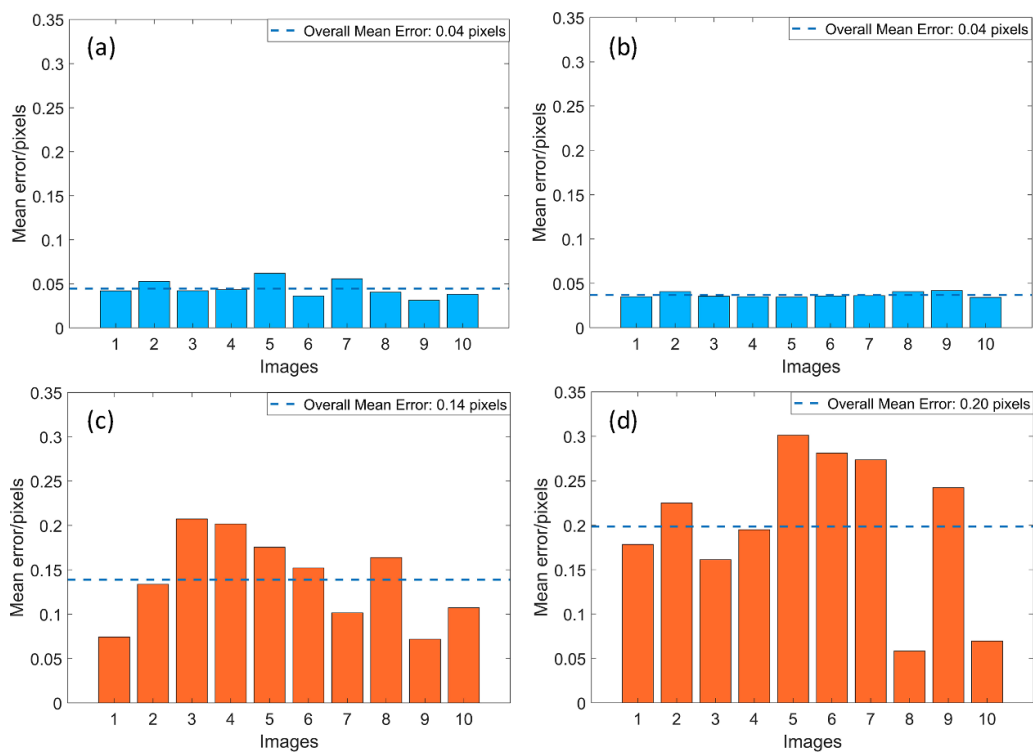 (a)
Overall Mean Error: 0.04 pixels
Mean error/pixels
0.35
0.3
0.25
0.2
0.15
0.1
0.05
0
1 2 3 4 5 6 7 8 9 10
Images
(b)
Overall Mean Error: 0.04 pixels
Mean error/pixels
0.35
0.3
0.25
0.2
0.15
0.1
0.05
0
1 2 3 4 5 6 7 8 9 10
Images
(c)
Overall Mean Error: 0.14 pixels
Mean error/pixels
0.35
0.3
0.25
0.2
0.15
0.1
0.05
0
1 2 3 4 5 6 7 8 9 10
Images
(d)
Overall Mean Error: 0.20 pixels
Mean error/pixels
0.35
0.3
0.25
0.2
0.15
0.1
0.05
0
1 2 3 4 5 6 7 8 9 10
Images